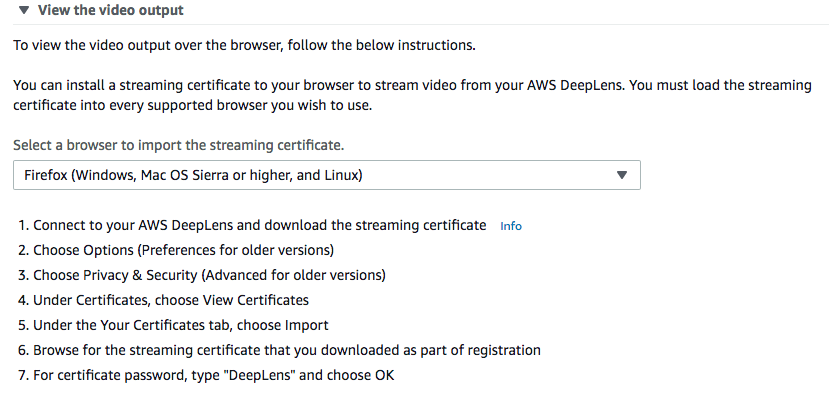 View the video output
To view the video output over the browser, follow the below instructions.
You can install a streaming certificate to your browser to stream video from your AWS DeepLens. You must load the streaming
certificate into every supported browser you wish to use.
Select a browser to import the streaming certificate.
Firefox (Windows, Mac OS Sierra or higher, and Linux)
1. Connect to your AWS DeepLens and download the streaming certificate Info
2. Choose Options (Preferences for older versions)
3. Choose Privacy & Security (Advanced for older versions)
4. Under Certificates, choose View Certificates
5. Under the Your Certificates tab, choose Import
6. Browse for the streaming certificate that you downloaded as part of registration
7. For certificate password, type "DeepLens" and choose OK